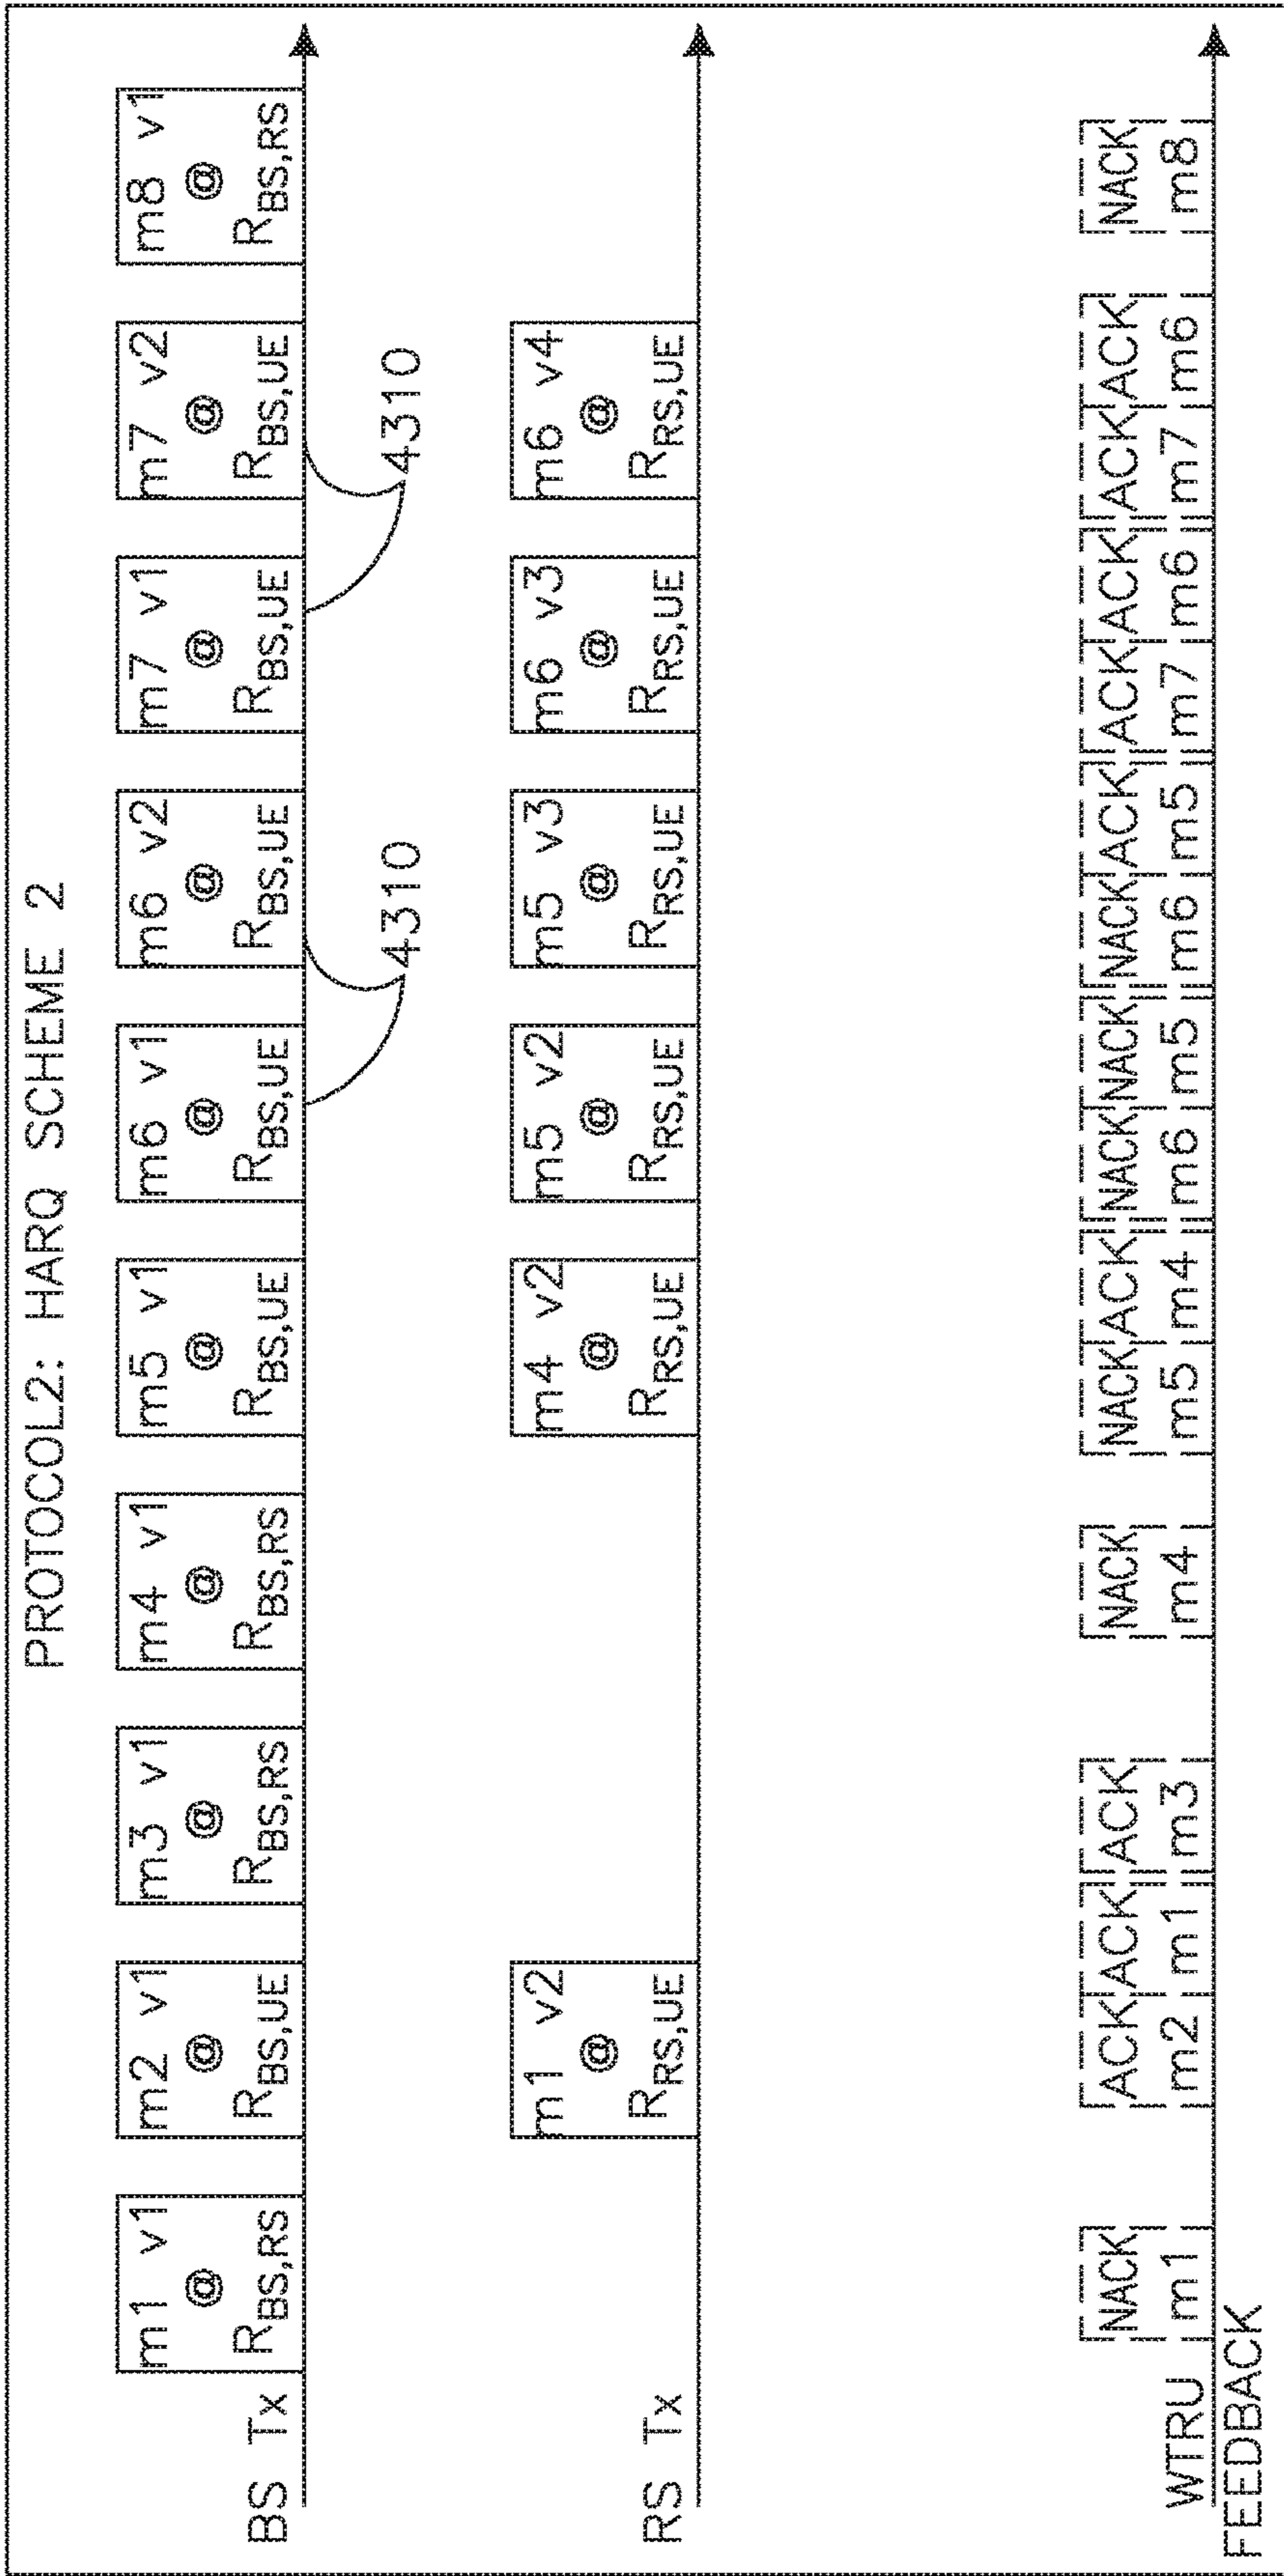 PROTOCOL2: HARQ SCHEME 2
BS Tx
m1 v1
@
RBS,RS
m2 v1
@
RBS,UE
m3 v1
@
RBS,RS
m4 v1
@
RBS,RS
m5 v1
@
RBS,UE
m6 v1
@
RBS,UE
m6 v2
@
RBS,UE
m7 v1
@
RBS,UE
m7 v2
@
RBS,UE
m8 v1
@
RBS,RS
4310
4310
RS Tx
m1 v2
@
RRS,UE
m4 v2
@
RRS,UE
m5 v2
@
RRS,UE
m5 v3
@
RRS,UE
m6 v3
@
RRS,UE
m6 v4
@
RRS,UE
WTRU
FEEDBACK
NACK
m1
ACK
m2
ACK
m1
ACK
m3
NACK
m4
NACK
m5
ACK
m4
NACK
m6
NACK
m5
NACK
m6
ACK
m5
ACK
m7
ACK
m6
ACK
m7
ACK
m6
NACK
m8